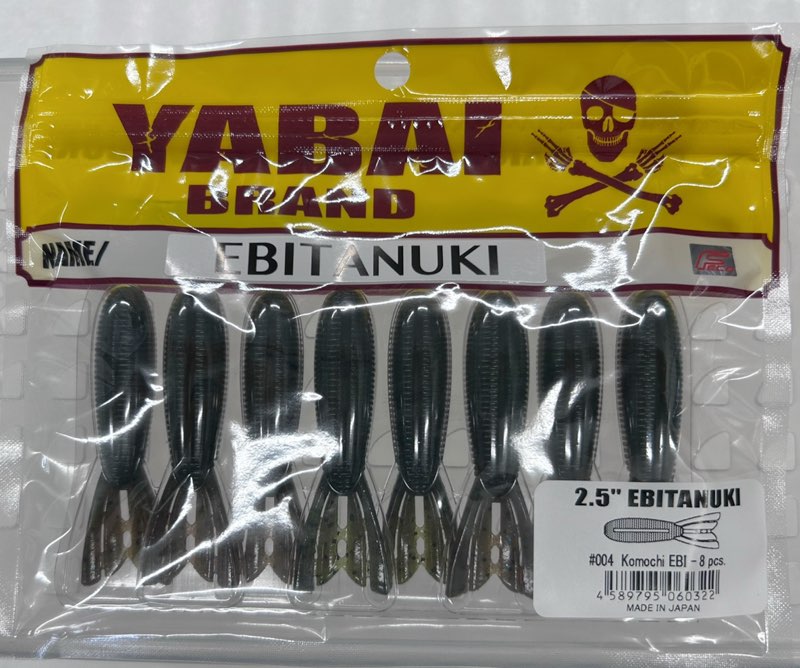 YABAI
BRAND
NAME/ EBITANUKI
2.5" EBITANUKI
#004 Komochi EBI - 8 pcs.
4 589795 060322
MADE IN JAPAN